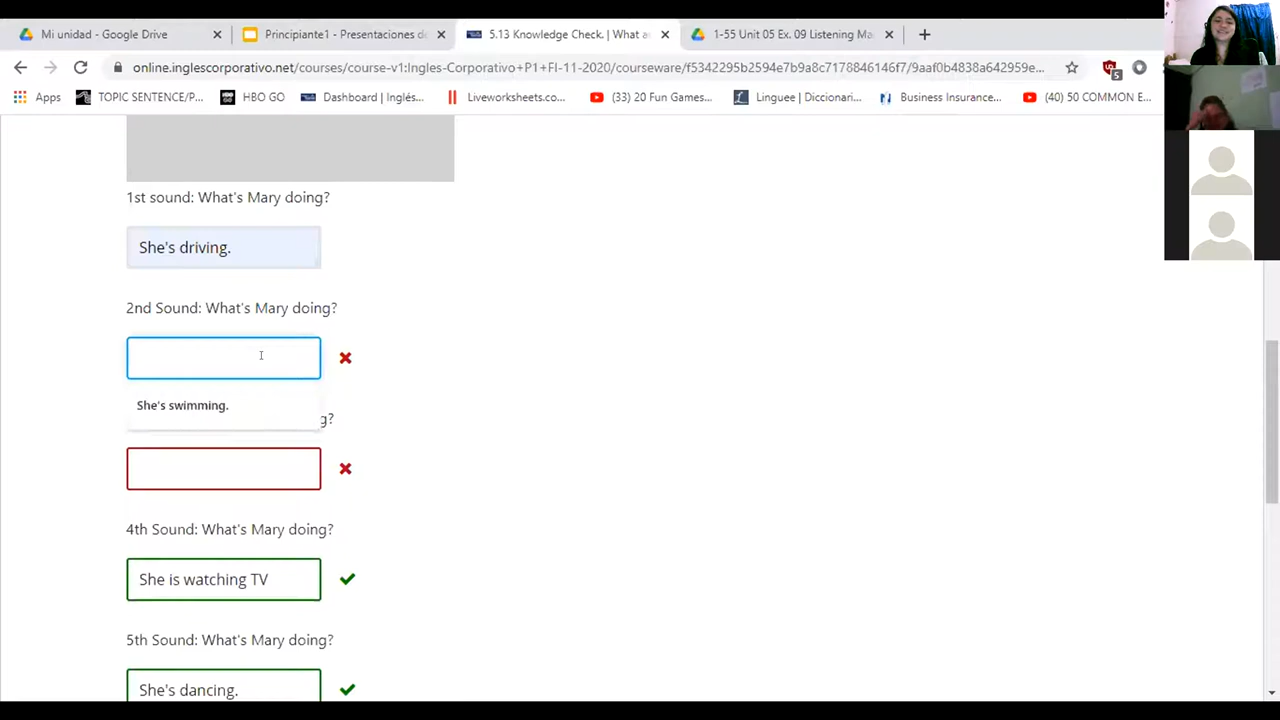 Mi unidad - Google Drive
Principiante1 - Presentaciones de
5.13 Knowledge Check. | What a
1-55 Unit 05 Ex. 09 Listening Ma
online.inglescorporativo.net/courses/course-v1:Ingles-Corporativo+P1+FI-11-2020/courseware/f5342295b2594e7b9a8c7178846146f7/9aaf0b4838a642959e...
5
Apps
TOPIC SENTENCE/P...
HBO GO
Dashboard | Inglés...
Liveworksheets.co...
(33) 20 Fun Games...
Linguee | Diccionari...
Business Insurance...
(40) 50 COMMON E...
1st sound: What's Mary doing?
She's driving.
2nd Sound: What's Mary doing?
She's swimming.
g?
4th Sound: What's Mary doing?
She is watching TV
5th Sound: What's Mary doing?
She's dancing.